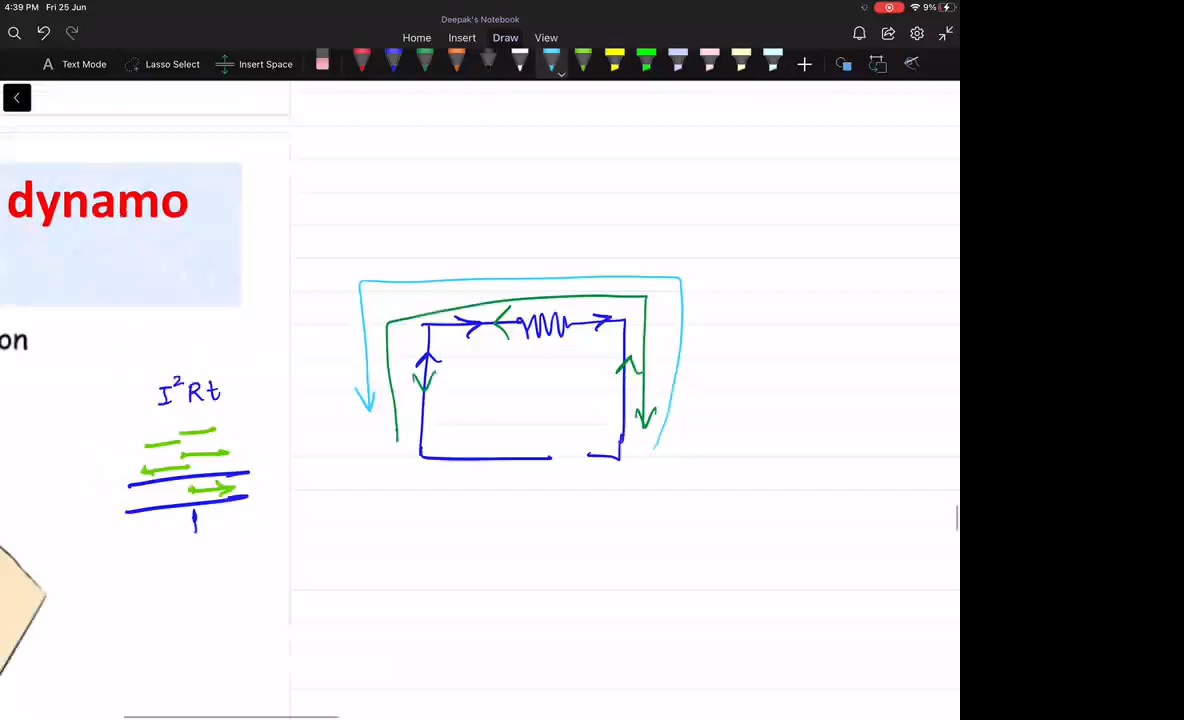 4:39 PM Fri 25 Jun
9%
Deepak's Notebook
Home Insert Draw View
Text Mode Lasso Select Insert Space
dynamo
on
I²Rt